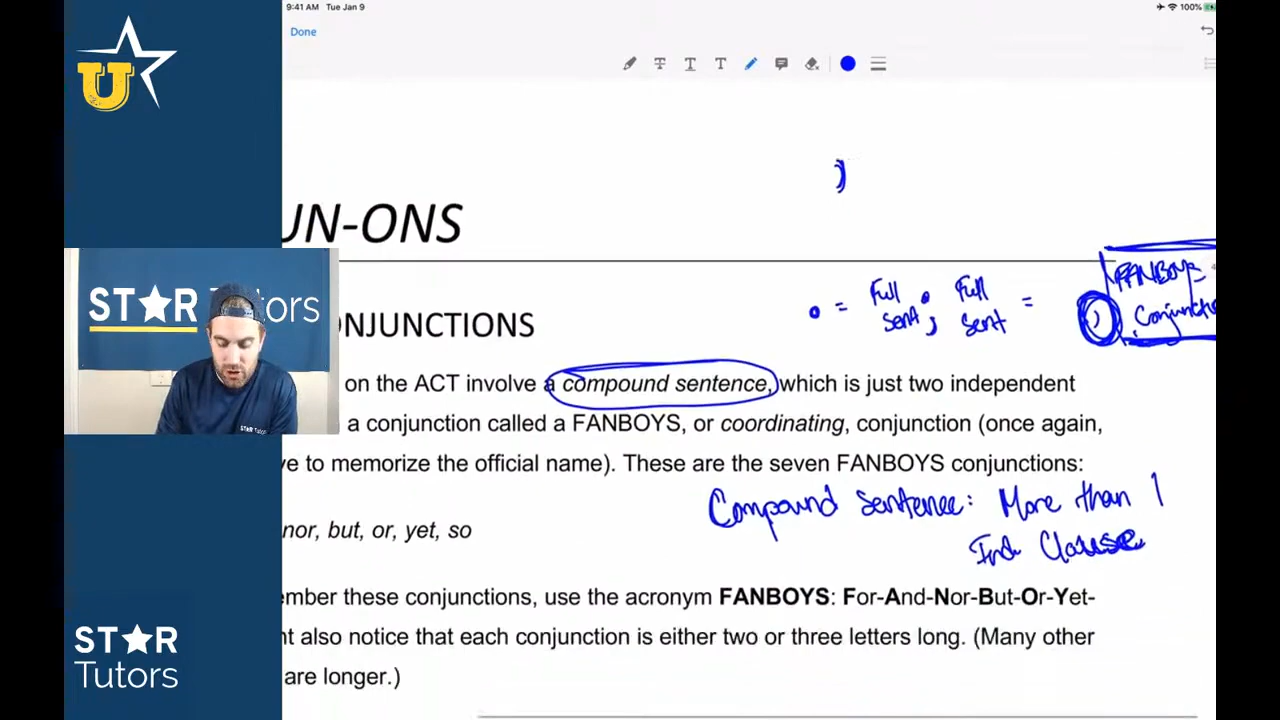 9:41 AM Tue Jan 9
100%
Done
U
UN-ONS
STAR Tutors
ONJUNCTIONS
. = Full Sent ; Full Sent = , FANBOYS
on the ACT involve a compound sentence, which is just two independent
a conjunction called a FANBOYS, or coordinating, conjunction (once again,
ve to memorize the official name). These are the seven FANBOYS conjunctions:
Compound Sentence: More than 1
Ind Clause
nor, but, or, yet, so
mber these conjunctions, use the acronym FANBOYS: For-And-Nor-But-Or-Yet-
nt also notice that each conjunction is either two or three letters long. (Many other
are longer.)
STAR
Tutors